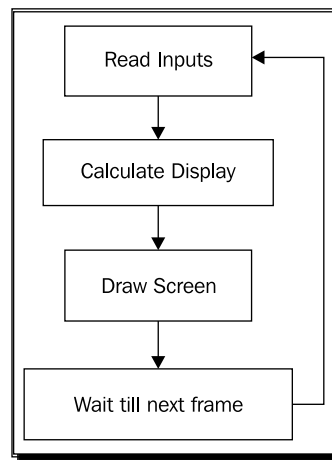 Read Inputs
Calculate Display
Draw Screen
Wait till next frame